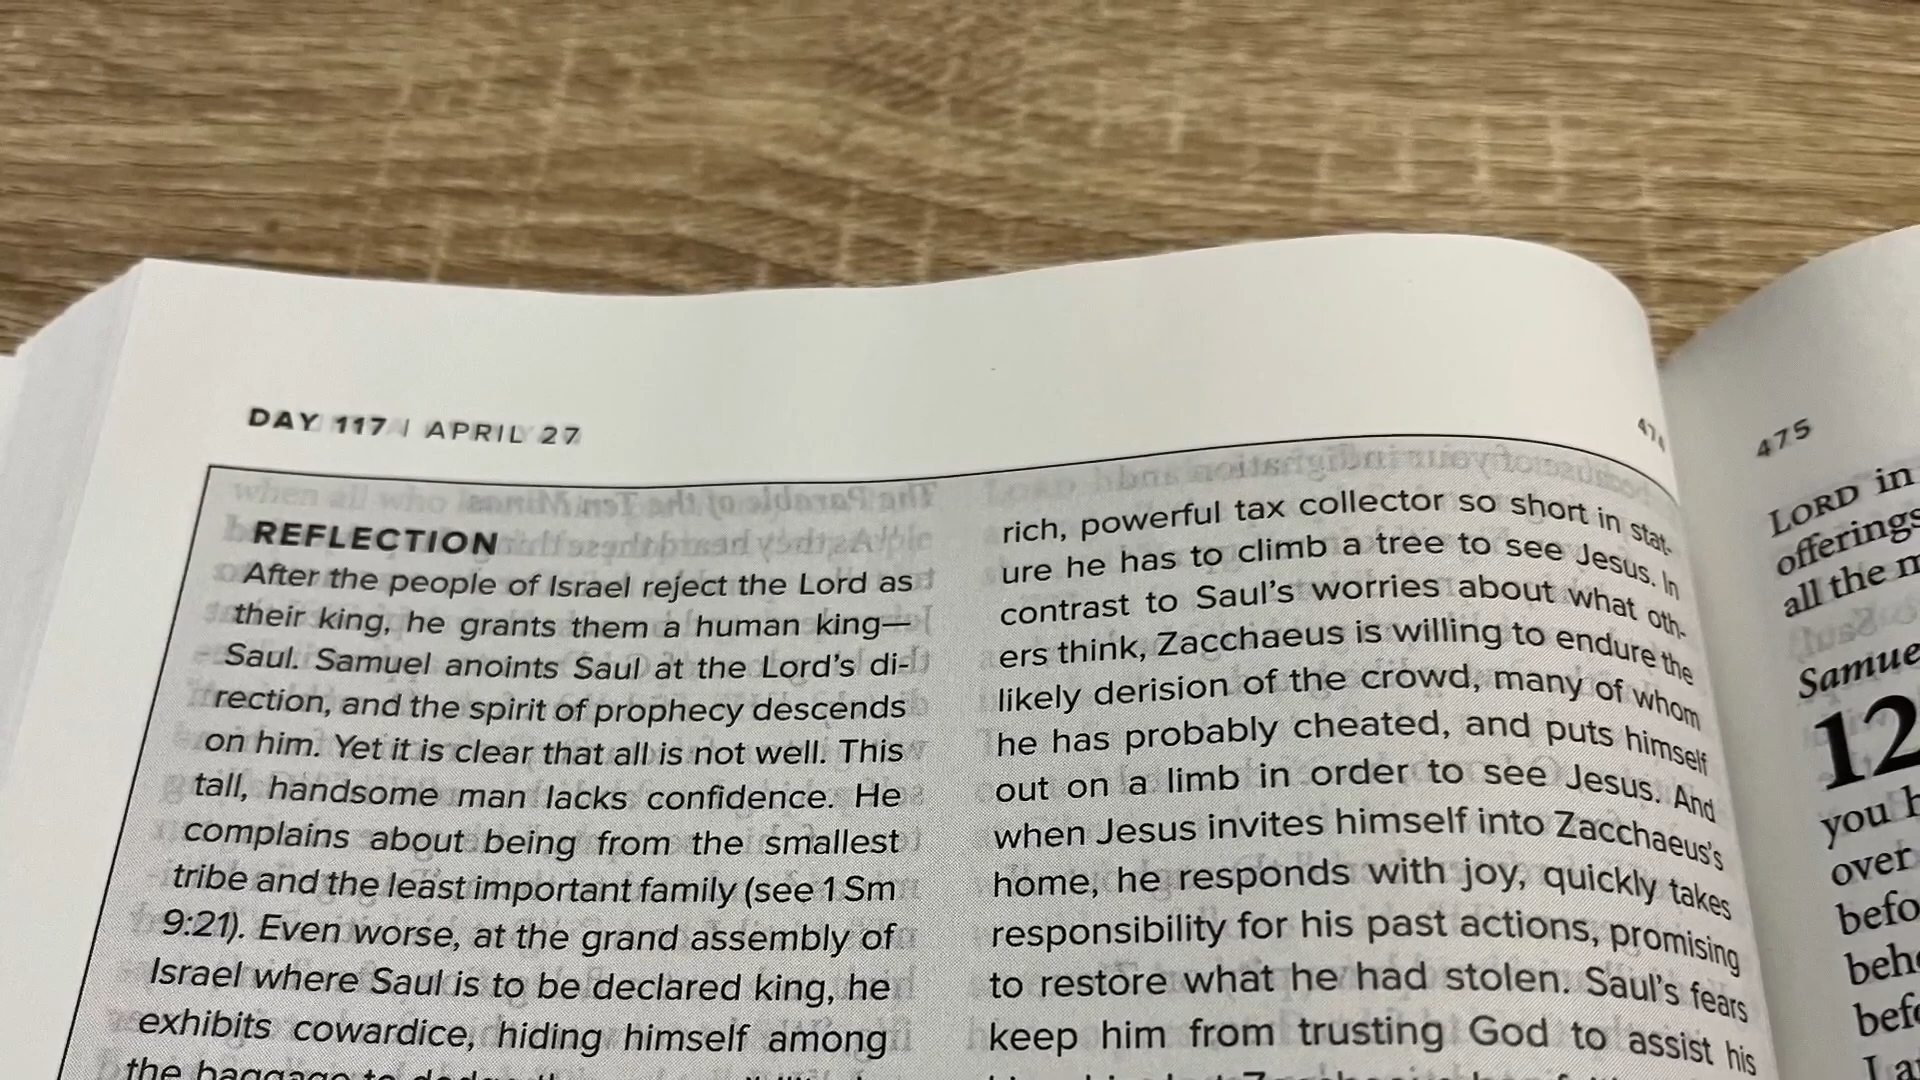 DAY 117 | APRIL 27
474
REFLECTION
After the people of Israel reject the Lord as
their king, he grants them a human king—
Saul. Samuel anoints Saul at the Lord's di-
rection, and the spirit of prophecy descends
on him. Yet it is clear that all is not well. This
tall, handsome man lacks confidence. He
complains about being from the smallest
tribe and the least important family (see 1 Sm
9:21). Even worse, at the grand assembly of
Israel where Saul is to be declared king, he
exhibits cowardice, hiding himself among
the baggage to
rich, powerful tax collector so short in stat-
ure he has to climb a tree to see Jesus. In
contrast to Saul's worries about what oth-
ers think, Zacchaeus is willing to endure the
likely derision of the crowd, many of whom
he has probably cheated, and puts himself
out on a limb in order to see Jesus. And
when Jesus invites himself into Zacchaeus's
home, he responds with joy, quickly takes
responsibility for his past actions, promising
to restore what he had stolen. Saul's fears
keep him from trusting God to assist his
475
LORD in
offerings
all the m
Samue
12
you h
over
befo
beho
befo